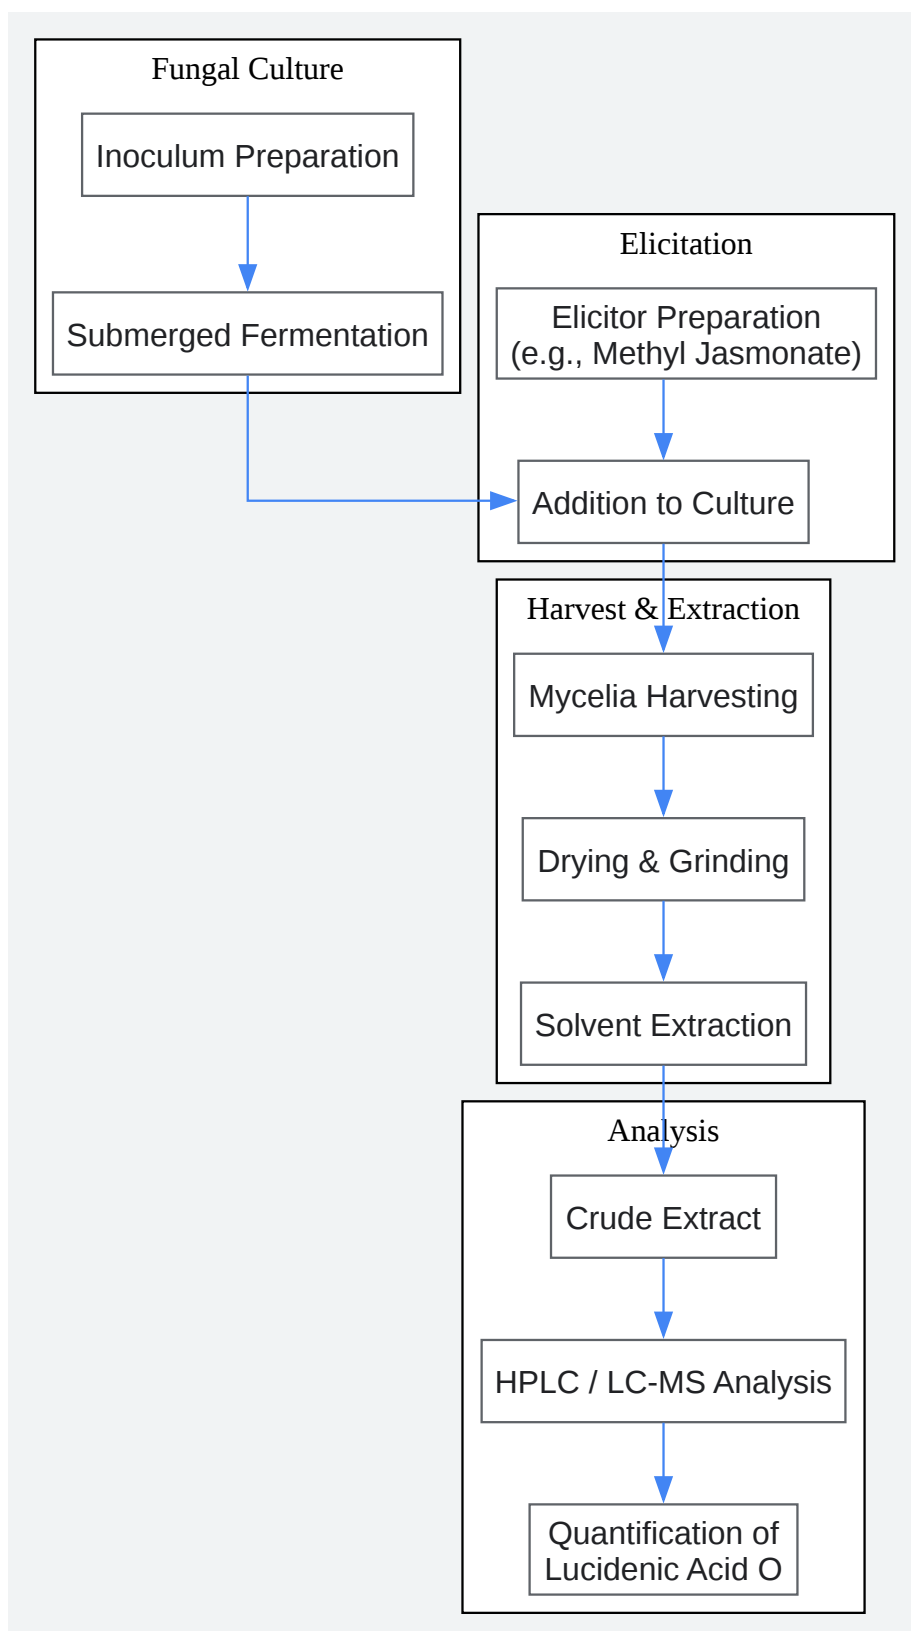 Fungal Culture
Inoculum Preparation
Submerged Fermentation
Elicitation
Elicitor Preparation
(e.g., Methyl Jasmonate)
Addition to Culture
Harvest & Extraction
Mycelia Harvesting
Drying & Grinding
Solvent Extraction
Analysis
Crude Extract
HPLC / LC-MS Analysis
Quantification of
Lucidenic Acid O